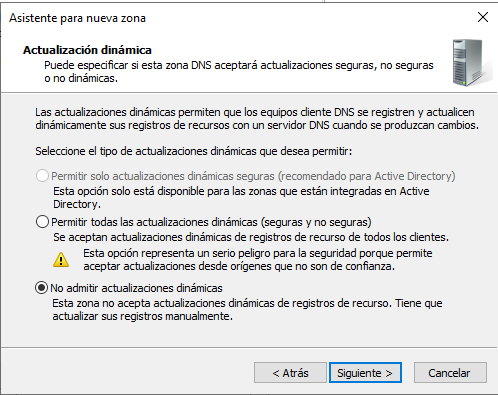 Asistente para nueva zona
Actualización dinámica
Puede especificar si esta zona DNS aceptará actualizaciones seguras, no seguras
o no dinámicas.
Las actualizaciones dinámicas permiten que los equipos cliente DNS se registren y actualicen
dinámicamente sus registros de recursos con un servidor DNS cuando se produzcan cambios.
Seleccione el tipo de actualizaciones dinámicas que desea permitir:
Permitir solo actualizaciones dinámicas seguras (recomendado para Active Directory)
Esta opción solo está disponible para las zonas que están integradas en Active
Directory.
Permitir todas las actualizaciones dinámicas (seguras y no seguras)
Se aceptan actualizaciones dinámicas de registros de recurso de todos los clientes.
Esta opción representa un serio peligro para la seguridad porque permite
aceptar actualizaciones desde orígenes que no son de confianza.
No admitir actualizaciones dinámicas
Esta zona no acepta actualizaciones dinámicas de registros de recurso. Tiene que
actualizar sus registros manualmente.
< Atrás Siguiente > Cancelar